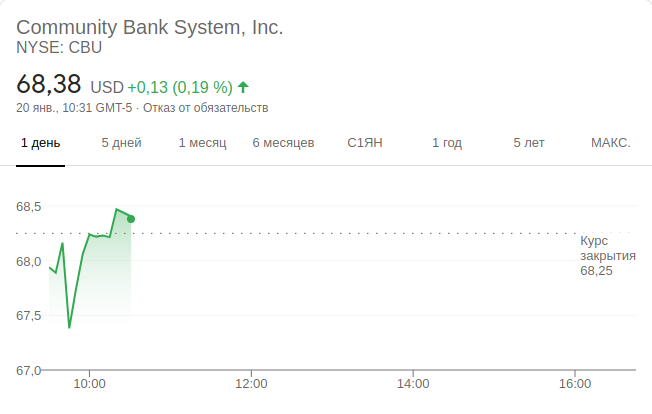 Community Bank System, Inc.
NYSE: CBU
68,38 USD +0,13 (0,19 %)
20 янв., 10:31 GMT-5 · Отказ от обязательств
1 день 5 дней 1 месяц 6 месяцев С1ЯН 1 год 5 лет МАКС.
68,5
Курс
закрытия
68,25
68,0
67,5
67,0
10:00 12:00 14:00 16:00